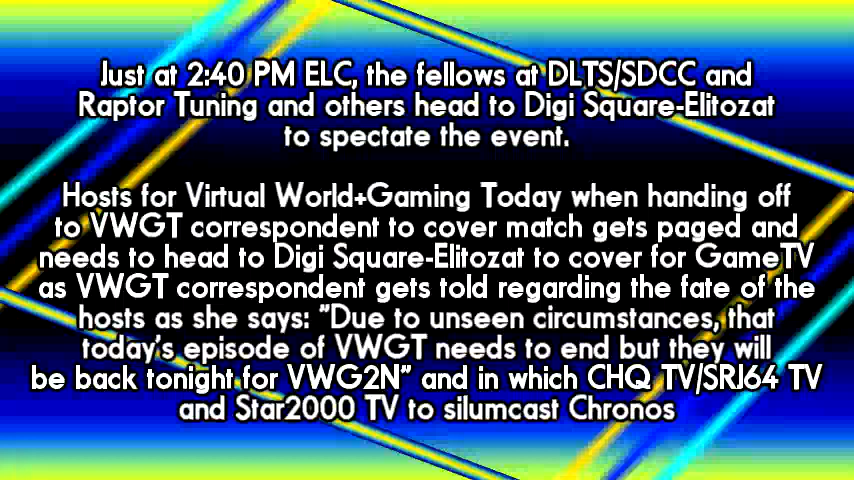 Just at 2:40 PM ELC, the fellows at DLTS/SDCC and
Raptor Tuning and others head to Digi Square-Elitozat
to spectate the event.
Hosts for Virtual World+Gaming Today when handing off
to VWGT correspondent to cover match gets paged and
needs to head to Digi Square-Elitozat to cover for GameTV
as VWGT correspondent gets told regarding the fate of the
hosts as she says: "Due to unseen circumstances, that
today's episode of VWGT needs to end but they will
be back tonight for VWG2N" and in which CHQ TV/SRJ64 TV
and Star2000 TV to silumcast Chronos